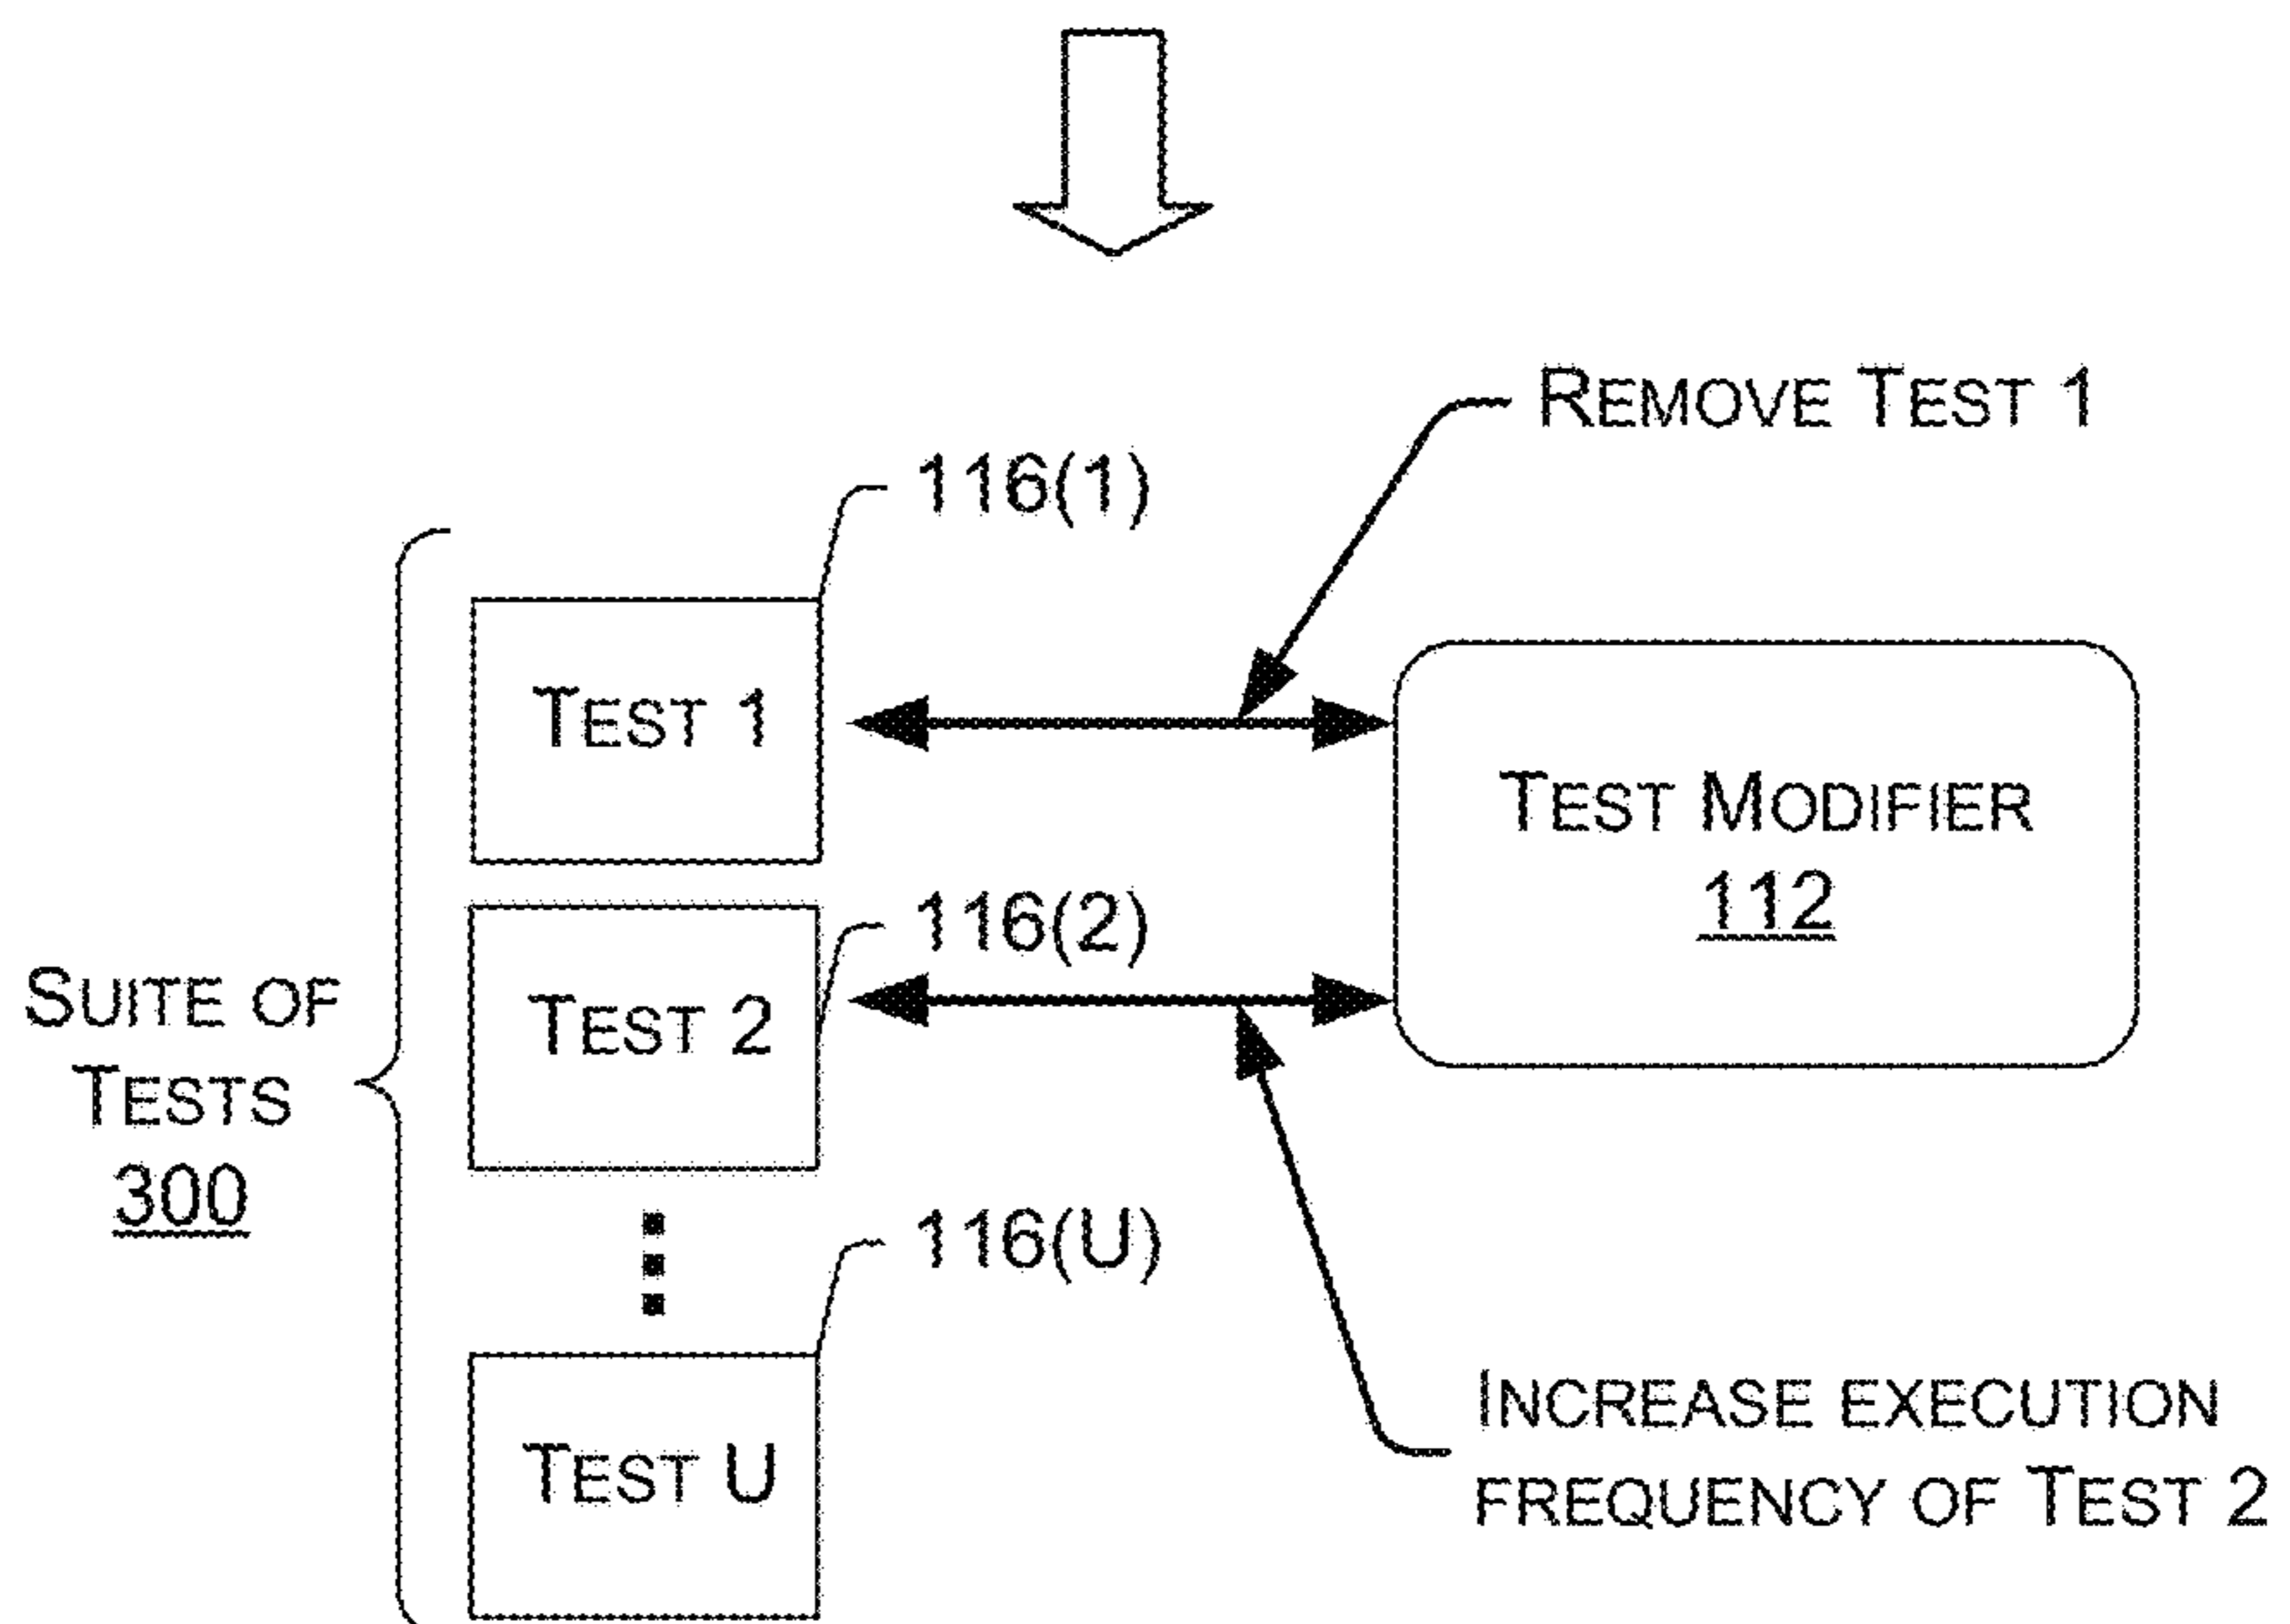 REMOVE TEST 1
116(1)
TEST 1
TEST MODIFIER
112
116(2)
TEST 2
SUITE OF
TESTS
300
116(U)
TEST U
INCREASE EXECUTION
FREQUENCY OF TEST 2